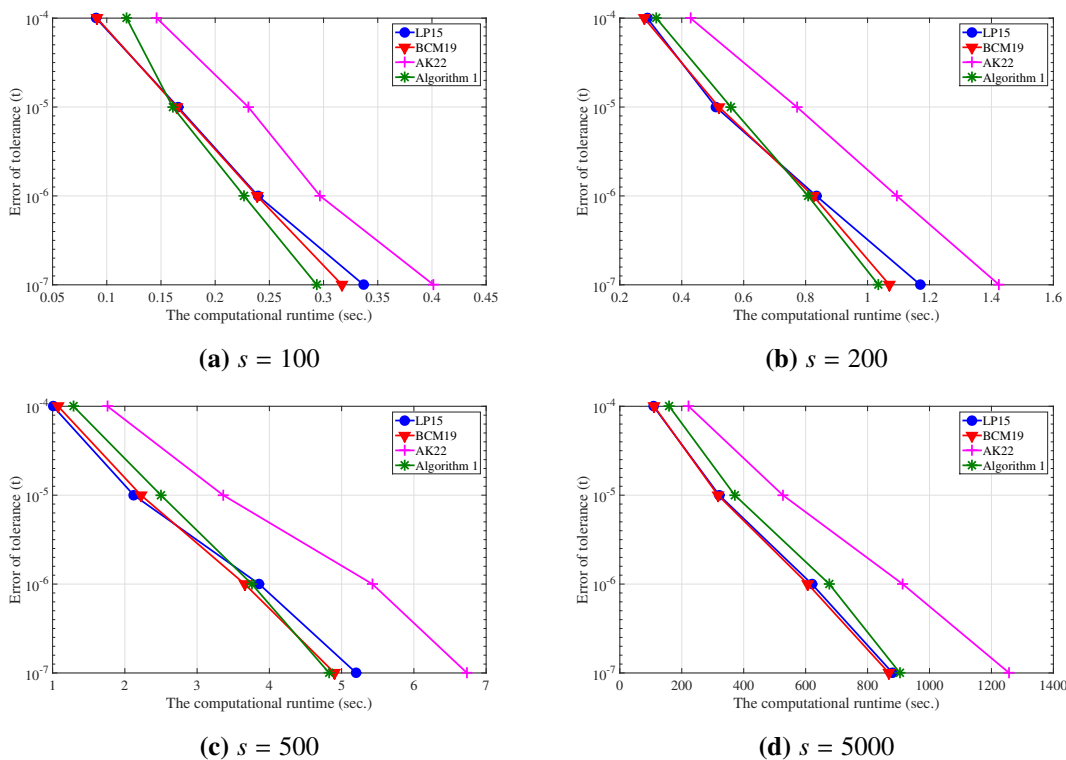 10^-4
10^-5
10^-6
10^-7
Error of tolerance (t)
0.05 0.1 0.15 0.2 0.25 0.3 0.35 0.4 0.45
The computational runtime (sec.)
LP15
BCM19
AK22
Algorithm 1
(a) s = 100
10^-4
10^-5
10^-6
10^-7
Error of tolerance (t)
0.2 0.4 0.6 0.8 1 1.2 1.4 1.6
The computational runtime (sec.)
LP15
BCM19
AK22
Algorithm 1
(b) s = 200
10^-4
10^-5
10^-6
10^-7
Error of tolerance (t)
1 2 3 4 5 6 7
The computational runtime (sec.)
LP15
BCM19
AK22
Algorithm 1
(c) s = 500
10^-4
10^-5
10^-6
10^-7
Error of tolerance (t)
0 200 400 600 800 1000 1200 1400
The computational runtime (sec.)
LP15
BCM19
AK22
Algorithm 1
(d) s = 5000